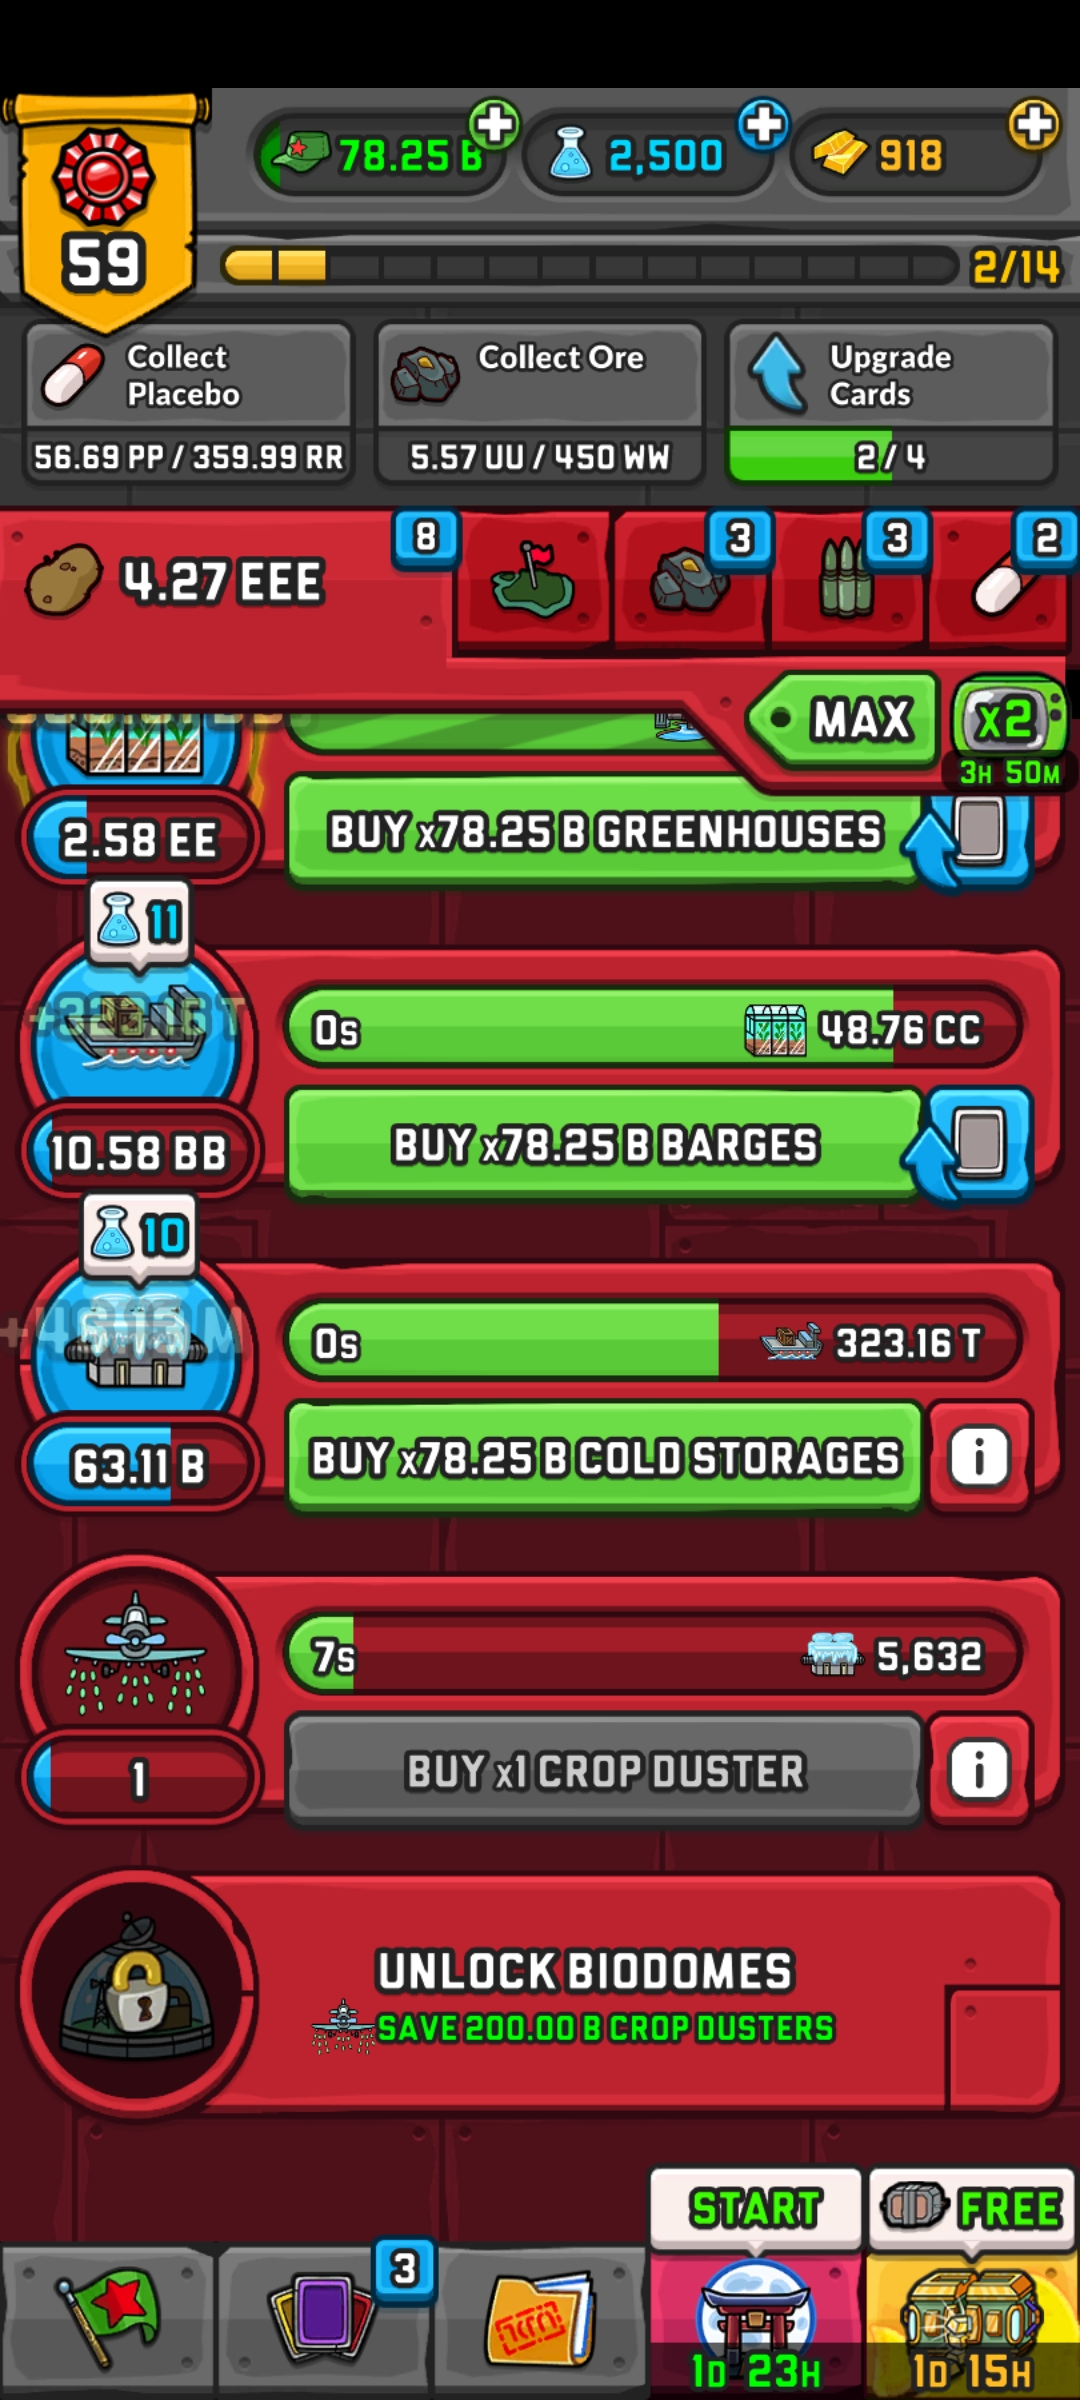 78.25 B
2,500
918
59
2/14
Collect
Placebo
56.69 PP / 359.99 RR
Collect Ore
5.57 UU / 450 WW
Upgrade
Cards
2/4
4.27 EEE
8
3
3
2
MAX
x2
3H 50M
2.58 EE
BUY x78.25 B GREENHOUSES
11
+323.16 T
0s
48.76 CC
10.58 BB
BUY x78.25 B BARGES
10
0s
323.16 T
63.11 B
BUY x78.25 B COLD STORAGES
i
7s
5,632
1
BUY x1 CROP DUSTER
i
UNLOCK BIODOMES
SAVE 200.00 B CROP DUSTERS
START
FREE
3
1D 23H
1D 15H